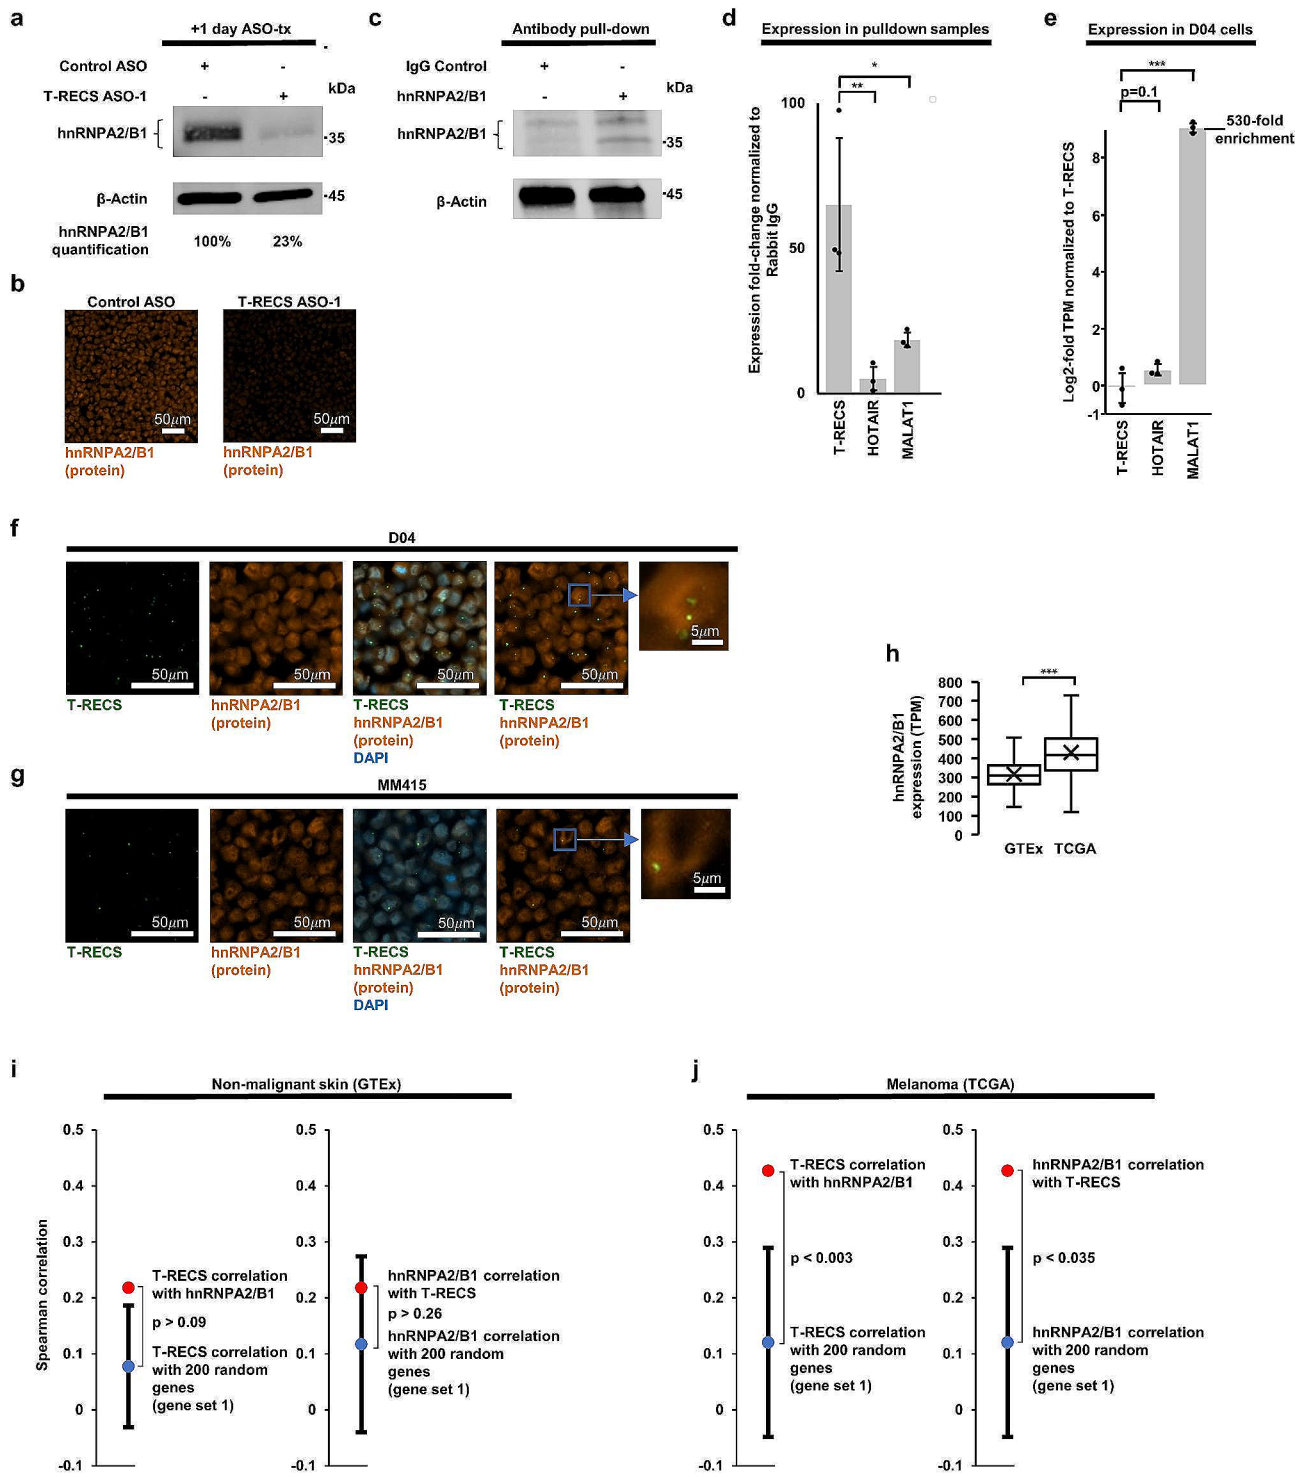 a
+1 day ASO-tx
Control ASO + -
T-RECS ASO-1 - +
kDa
hnRNPA2/B1
-35
β-Actin
-45
hnRNPA2/B1
quantification
100% 23%
b
Control ASO
T-RECS ASO-1
50μm
50μm
hnRNPA2/B1
(protein)
hnRNPA2/B1
(protein)
c
Antibody pull-down
IgG Control + -
hnRNPA2/B1 - +
kDa
hnRNPA2/B1
-35
β-Actin
-45
d
Expression in pulldown samples
*
**
Expression fold-change normalized to
Rabbit IgG
100
50
0
T-RECS
HOTAIR
MALAT1
e
Expression in D04 cells
***
p=0.1
530-fold
enrichment
Log2-fold TPM normalized to T-RECS
8
6
4
2
0
-1
T-RECS
HOTAIR
MALAT1
f
D04
50μm
50μm
50μm
50μm
5μm
T-RECS
hnRNPA2/B1
(protein)
T-RECS
hnRNPA2/B1
(protein)
DAPI
T-RECS
hnRNPA2/B1
(protein)
g
MM415
50μm
50μm
50μm
50μm
5μm
T-RECS
hnRNPA2/B1
(protein)
T-RECS
hnRNPA2/B1
(protein)
DAPI
T-RECS
hnRNPA2/B1
(protein)
h
***
hnRNPA2/B1
expression (TPM)
800
700
600
500
400
300
200
100
0
GTEx TCGA
i
Non-malignant skin (GTEx)
Spearman correlation
0.5
0.4
0.3
0.2
0.1
0
-0.1
T-RECS correlation
with hnRNPA2/B1
p > 0.09
T-RECS correlation
with 200 random
genes
(gene set 1)
0.5
0.4
0.3
0.2
0.1
0
-0.1
hnRNPA2/B1 correlation
with T-RECS
p > 0.26
hnRNPA2/B1 correlation
with 200 random
genes
(gene set 1)
j
Melanoma (TCGA)
0.5
0.4
0.3
0.2
0.1
0
-0.1
T-RECS correlation
with hnRNPA2/B1
p < 0.003
T-RECS correlation
with 200 random
genes
(gene set 1)
0.5
0.4
0.3
0.2
0.1
0
-0.1
hnRNPA2/B1 correlation
with T-RECS
p < 0.035
hnRNPA2/B1 correlation
with 200 random
genes
(gene set 1)